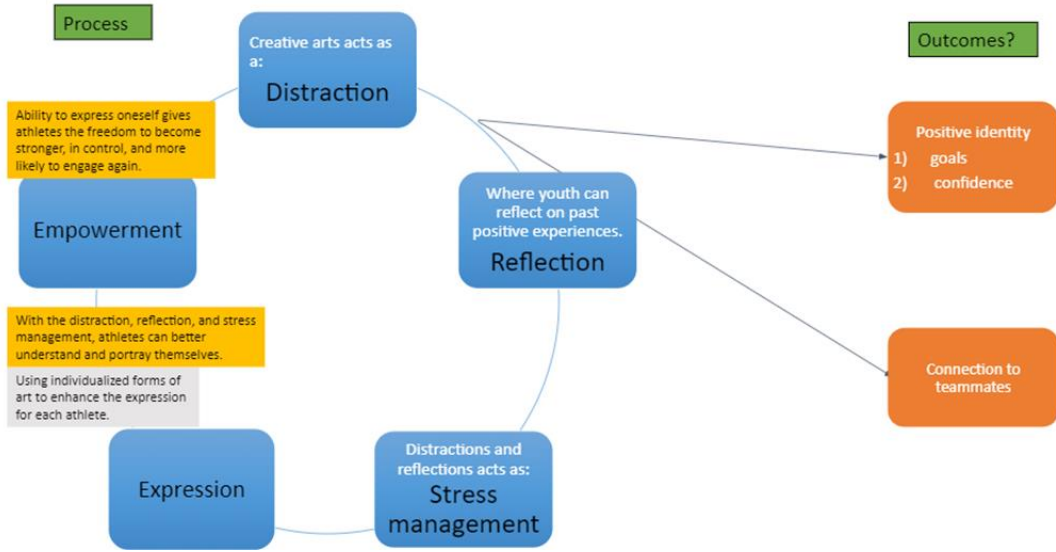 Process
Creative arts acts as
a:
Distraction
Outcomes?
Ability to express oneself gives
athletes the freedom to become
stronger, in control, and more
likely to engage again.
Empowerment
Where youth can
reflect on past
positive experiences.
Reflection
Positive identity
1) goals
2) confidence
With the distraction, reflection, and stress
management, athletes can better
understand and portray themselves.
Using individualized forms of
art to enhance the expression
for each athlete.
Expression
Distractions and
reflections acts as:
Stress
management
Connection to
teammates